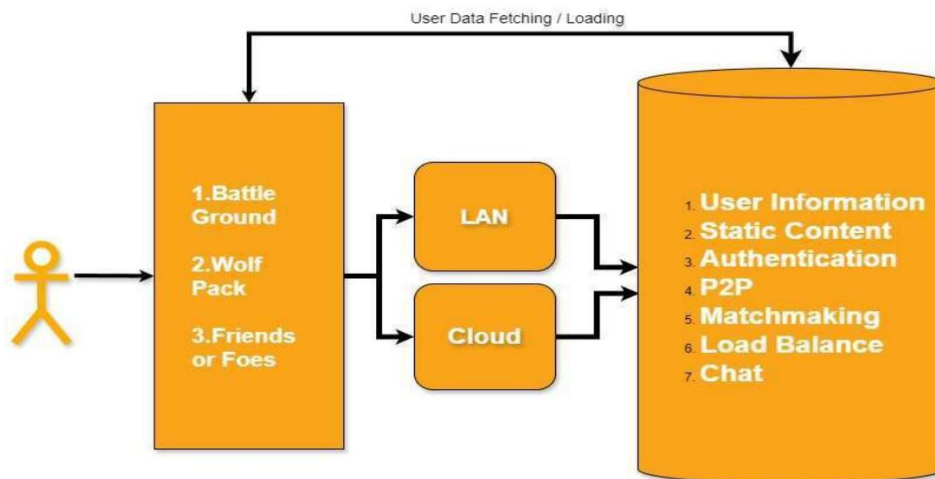 User Data Fetching / Loading
1.Battle
Ground
2.Wolf
Pack
3.Friends
or Foes
LAN
Cloud
1. User Information
2. Static Content
3. Authentication
4. P2P
5. Matchmaking
6. Load Balance
7. Chat